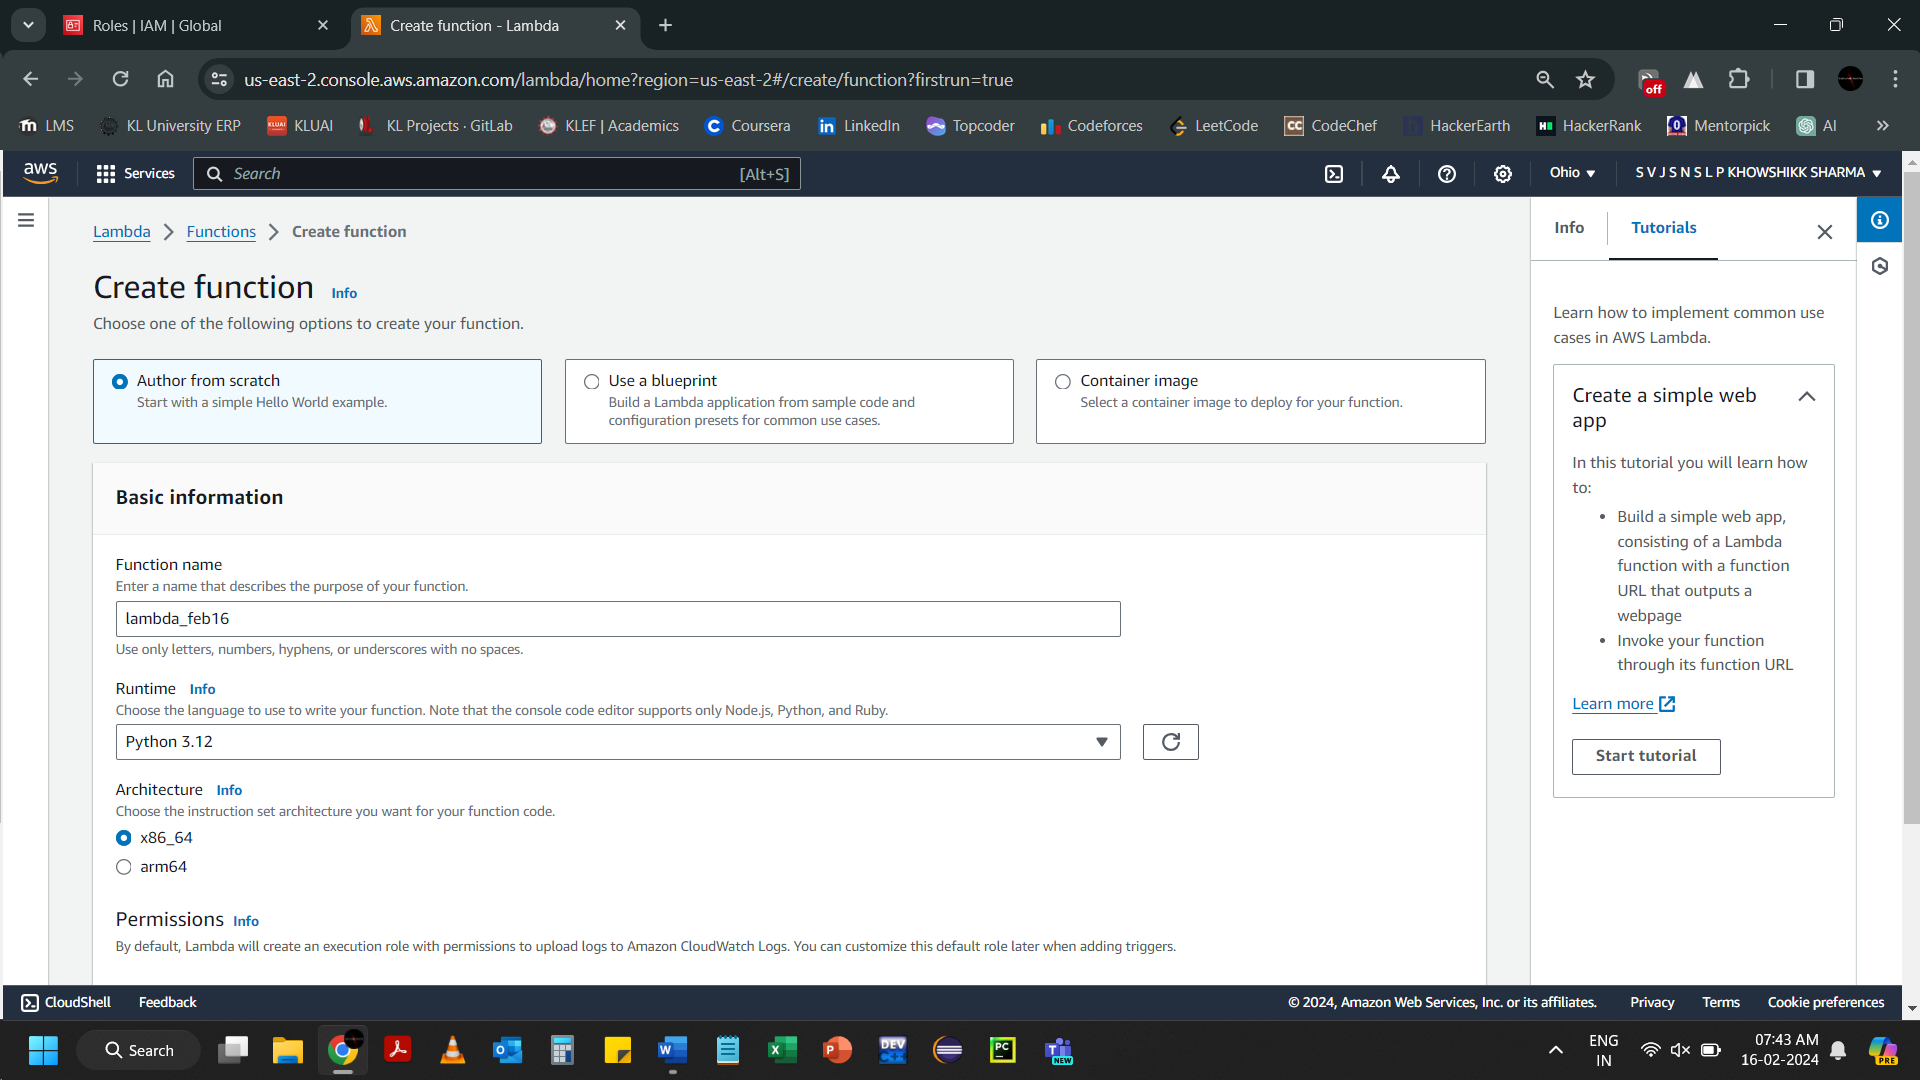 Roles | IAM | Global
Create function - Lambda
us-east-2.console.aws.amazon.com/lambda/home?region=us-east-2#/create/function?firstrun=true
off
LMS
KL University ERP
KLUAI
KLUAI
KL Projects · GitLab
KLEF | Academics
Coursera
LinkedIn
Topcoder
Codeforces
LeetCode
CodeChef
HackerEarth
HackerRank
Mentorpick
AI
aws
Services
Search
[Alt+S]
Ohio
S V J S N S L P KHOWSHIKK SHARMA
Lambda
Functions
Create function
Create function Info
Choose one of the following options to create your function.
Author from scratch
Start with a simple Hello World example.
Use a blueprint
Build a Lambda application from sample code and
configuration presets for common use cases.
Container image
Select a container image to deploy for your function.
Basic information
Function name
Enter a name that describes the purpose of your function.
lambda_feb16
Use only letters, numbers, hyphens, or underscores with no spaces.
Runtime Info
Choose the language to use to write your function. Note that the console code editor supports only Node.js, Python, and Ruby.
Python 3.12
Architecture Info
Choose the instruction set architecture you want for your function code.
x86_64
arm64
Permissions Info
By default, Lambda will create an execution role with permissions to upload logs to Amazon CloudWatch Logs. You can customize this default role later when adding triggers.
Info
Tutorials
Learn how to implement common use
cases in AWS Lambda.
Create a simple web
app
In this tutorial you will learn how
to:
• Build a simple web app,
consisting of a Lambda
function with a function
URL that outputs a
webpage
• Invoke your function
through its function URL
Learn more
Start tutorial
CloudShell
Feedback
© 2024, Amazon Web Services, Inc. or its affiliates.
Privacy
Terms
Cookie preferences
Search
DEV
C++
PC
NEW
ENG
IN
07:43 AM
16-02-2024
PRE